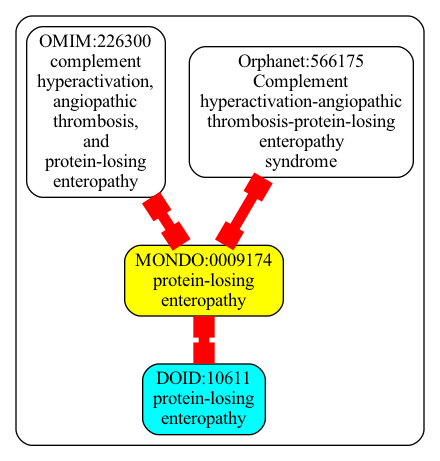 OMIM:226300
complement
hyperactivation,
angiopathic
thrombosis,
and
protein-losing
enteropathy
Orphanet:566175
Complement
hyperactivation-angiopathic
thrombosis-protein-losing
enteropathy
syndrome
MONDO:0009174
protein-losing
enteropathy
DOID:10611
protein-losing
enteropathy